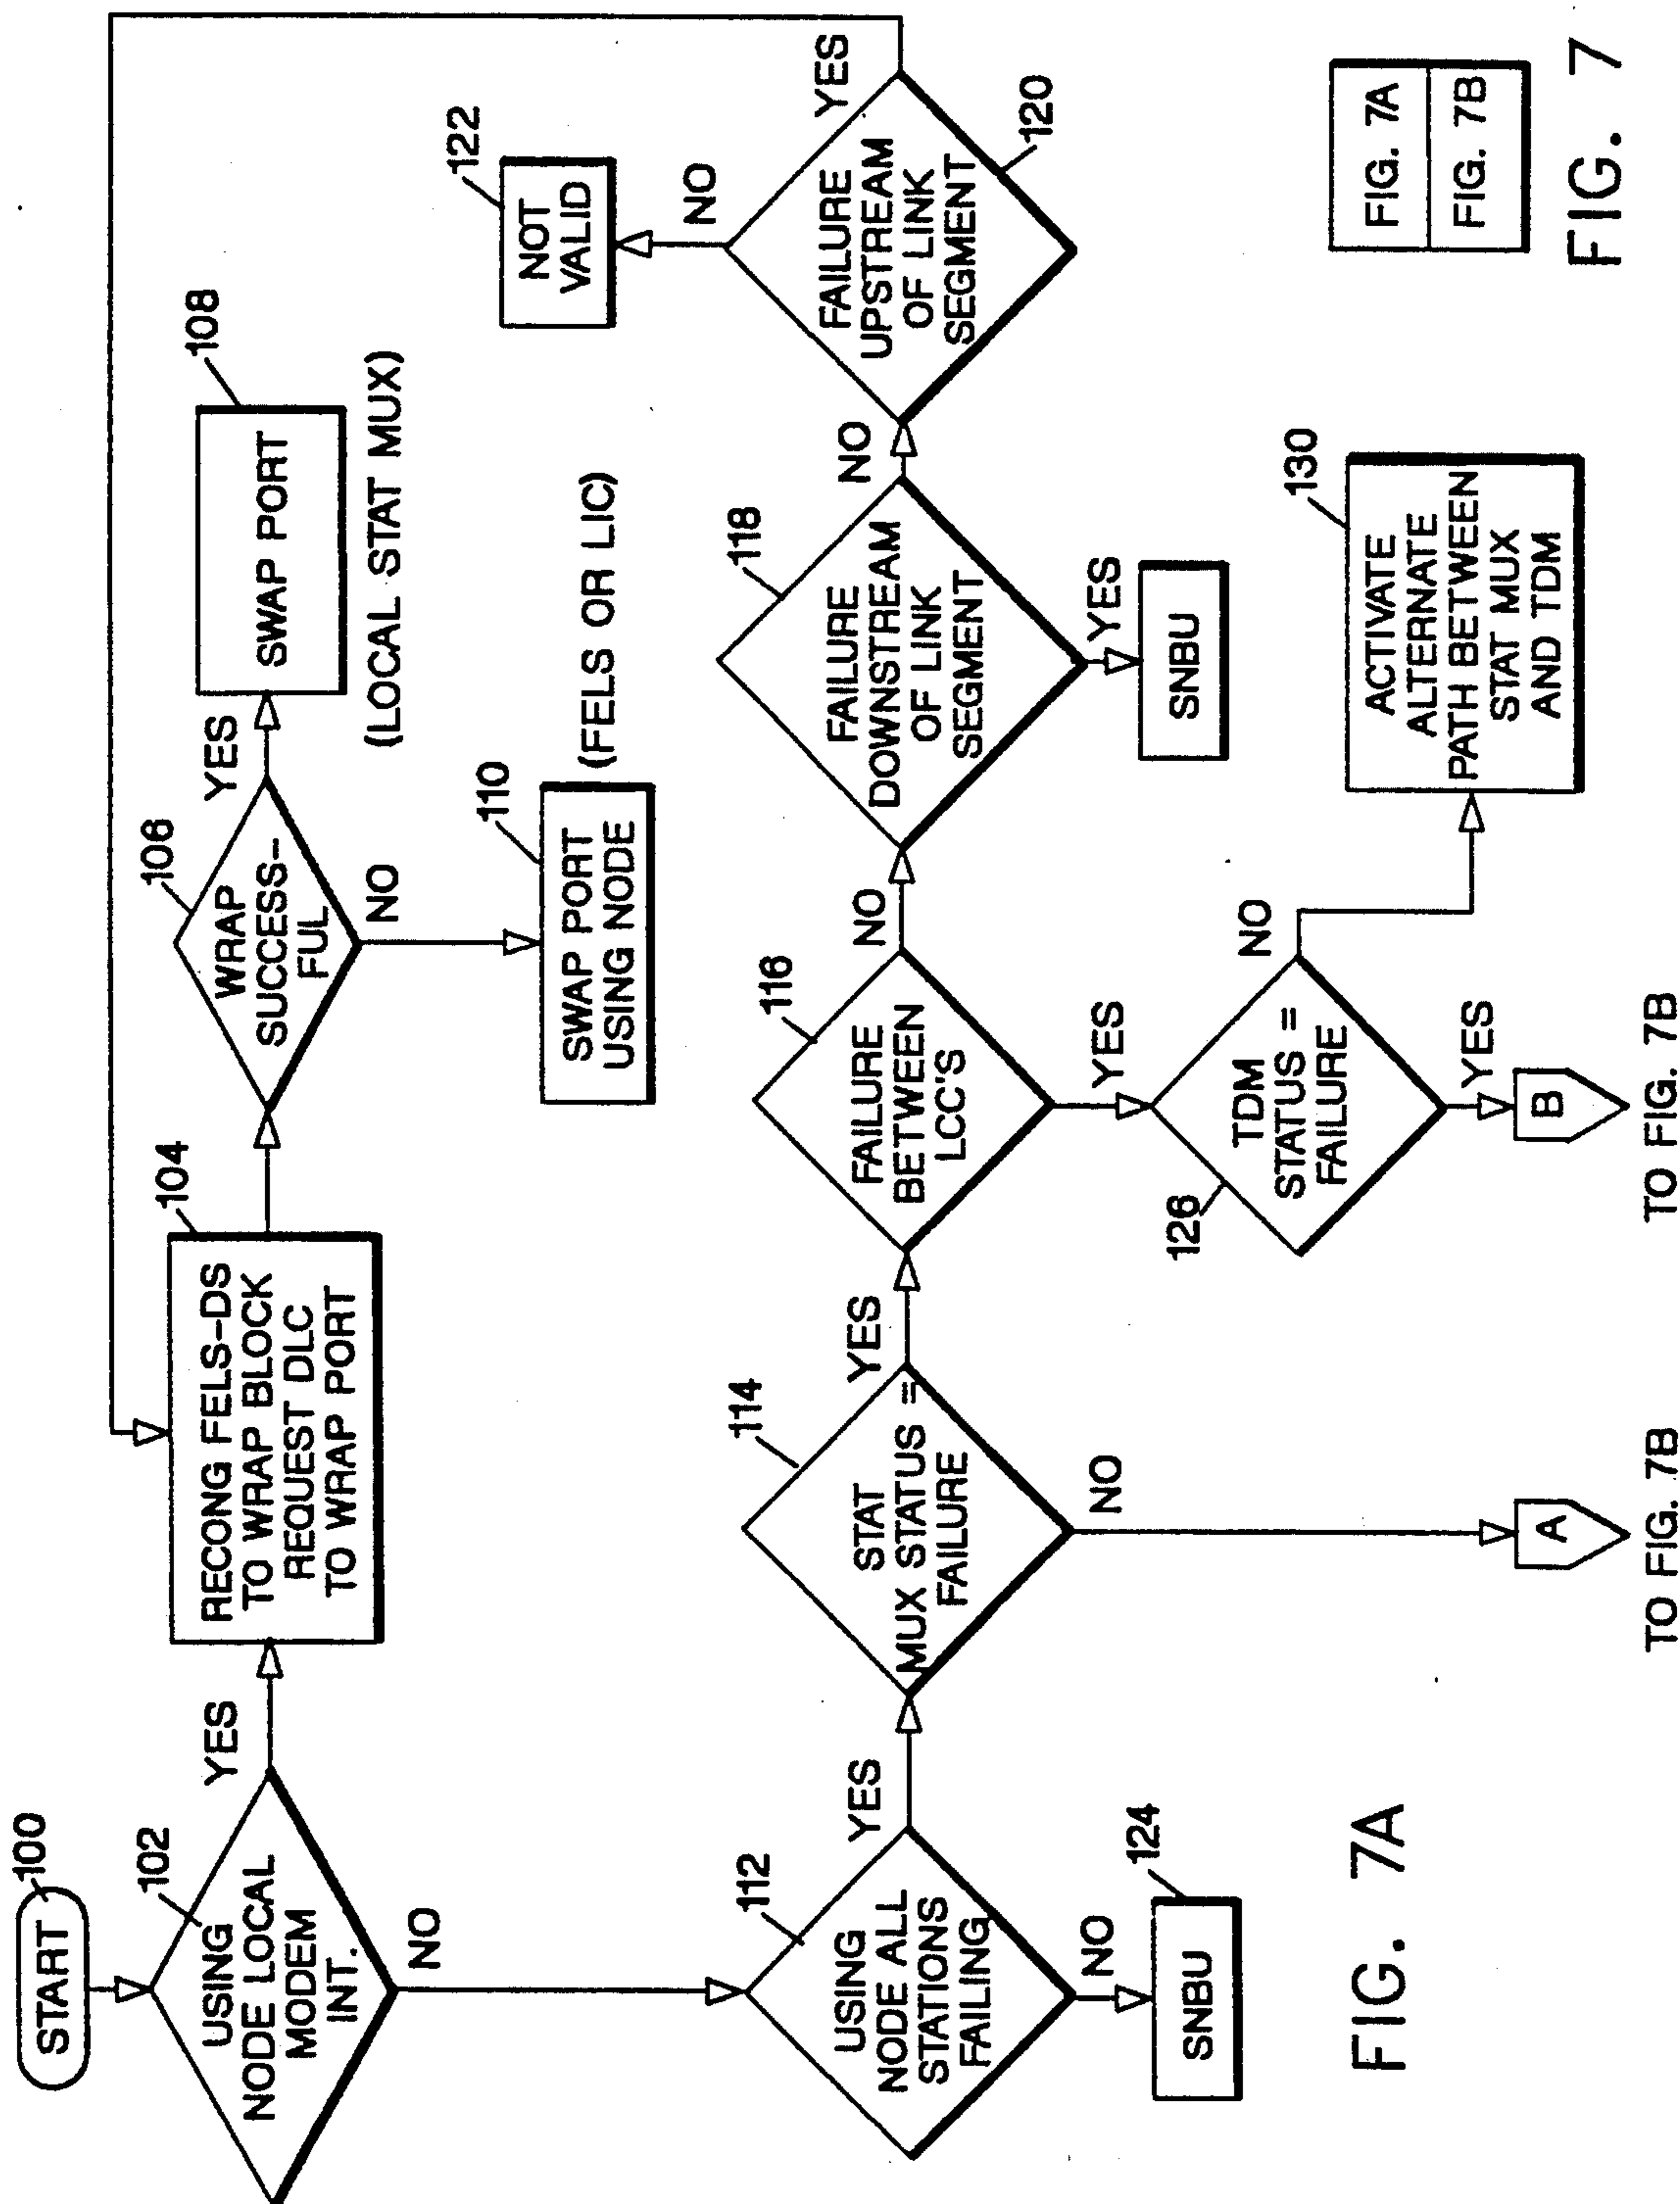 START
100
USING
NODE LOCAL
MODEM
INT.
102
YES
NO
RECONG FELS-DS
TO WRAP BLOCK
REQUEST DLC
TO WRAP PORT
104
WRAP
SUCCESS-
FUL
106
YES
NO
SWAP PORT
108
(LOCAL STAT MUX)
SWAP PORT
USING NODE
110
(FELS OR LIC)
USING
NODE ALL
STATIONS
FAILING
112
YES
NO
SNBU
124
STAT
MUX STATUS =
FAILURE
114
YES
NO
A
TO FIG. 7B
FAILURE
BETWEEN
LCC'S
116
NO
YES
TDM
STATUS =
FAILURE
126
NO
YES
B
TO FIG. 7B
ACTIVATE
ALTERNATE
PATH BETWEEN
STAT MUX
AND TDM
130
FAILURE
DOWNSTREAM
OF LINK
SEGMENT
118
NO
YES
SNBU
FAILURE
UPSTREAM
OF LINK
SEGMENT
120
YES
NO
NOT
VALID
122
FIG. 7A
FIG. 7A
FIG. 7B
FIG. 7